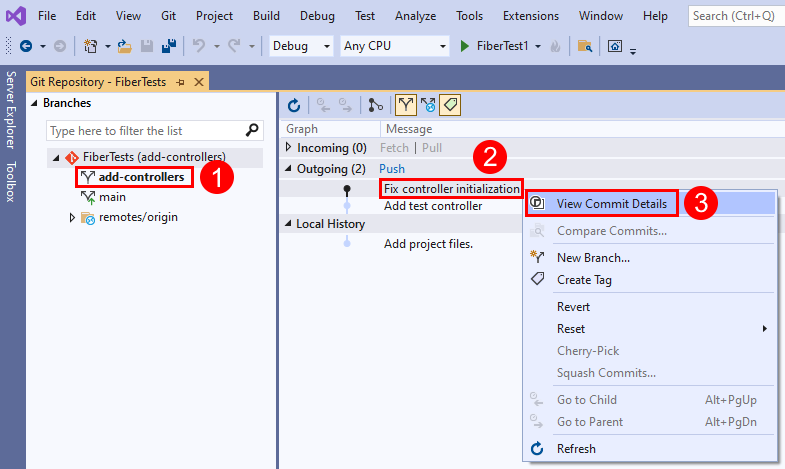 File Edit View Git Project Build Debug Test Analyze Tools Extensions Window Help Search (Ctrl+Q)
Debug Any CPU FiberTest1
Server Explorer
Toolbox
Git Repository - FiberTests
Branches
Type here to filter the list
FiberTests (add-controllers)
add-controllers 1
main
remotes/origin
Graph Message
Incoming (0) Fetch | Pull
2
Outgoing (2) Push
Fix controller initialization
Add test controller
Local History
Add project files.
View Commit Details 3
Compare Commits...
New Branch...
Create Tag
Revert
Reset
Cherry-Pick
Squash Commits...
Go to Child Alt+PgUp
Go to Parent Alt+PgDn
Refresh